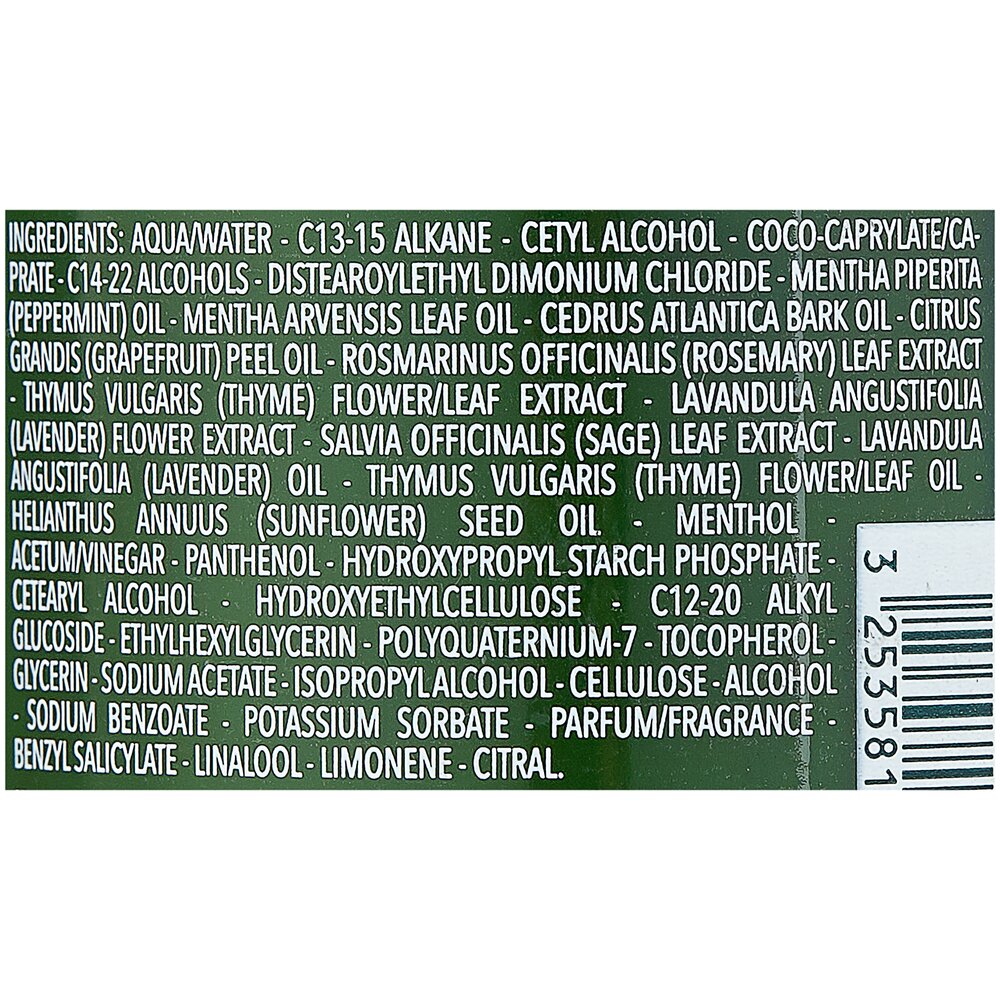 INGREDIENTS: AQUA/WATER - C13-15 ALKANE - CETYL ALCOHOL - COCO-CAPRYLATE/CA-
PRATE - C14-22 ALCOHOLS - DISTEAROYLETHYL DIMONIUM CHLORIDE - MENTHA PIPERITA
(PEPPERMINT) OIL - MENTHA ARVENSIS LEAF OIL - CEDRUS ATLANTICA BARK OIL - CITRUS
GRANDIS (GRAPEFRUIT) PEEL OIL - ROSMARINUS OFFICINALIS (ROSEMARY) LEAF EXTRACT
- THYMUS VULGARIS (THYME) FLOWER/LEAF EXTRACT - LAVANDULA ANGUSTIFOLIA
(LAVENDER) FLOWER EXTRACT - SALVIA OFFICINALIS (SAGE) LEAF EXTRACT - LAVANDULA
ANGUSTIFOLIA (LAVENDER) OIL - THYMUS VULGARIS (THYME) FLOWER/LEAF OIL -
HELIANTHUS ANNUUS (SUNFLOWER) SEED OIL - MENTHOL -
ACETUM/VINEGAR - PANTHENOL - HYDROXYPROPYL STARCH PHOSPHATE -
CETEARYL ALCOHOL - HYDROXYETHYLCELLULOSE - C12-20 ALKYL
GLUCOSIDE - ETHYLHEXYLGLYCERIN - POLYQUATERNIUM-7 - TOCOPHEROL -
GLYCERIN - SODIUM ACETATE - ISOPROPYL ALCOHOL - CELLULOSE - ALCOHOL
- SODIUM BENZOATE - POTASSIUM SORBATE - PARFUM/FRAGRANCE -
BENZYL SALICYLATE - LINALOOL - LIMONENE - CITRAL.
3 253581